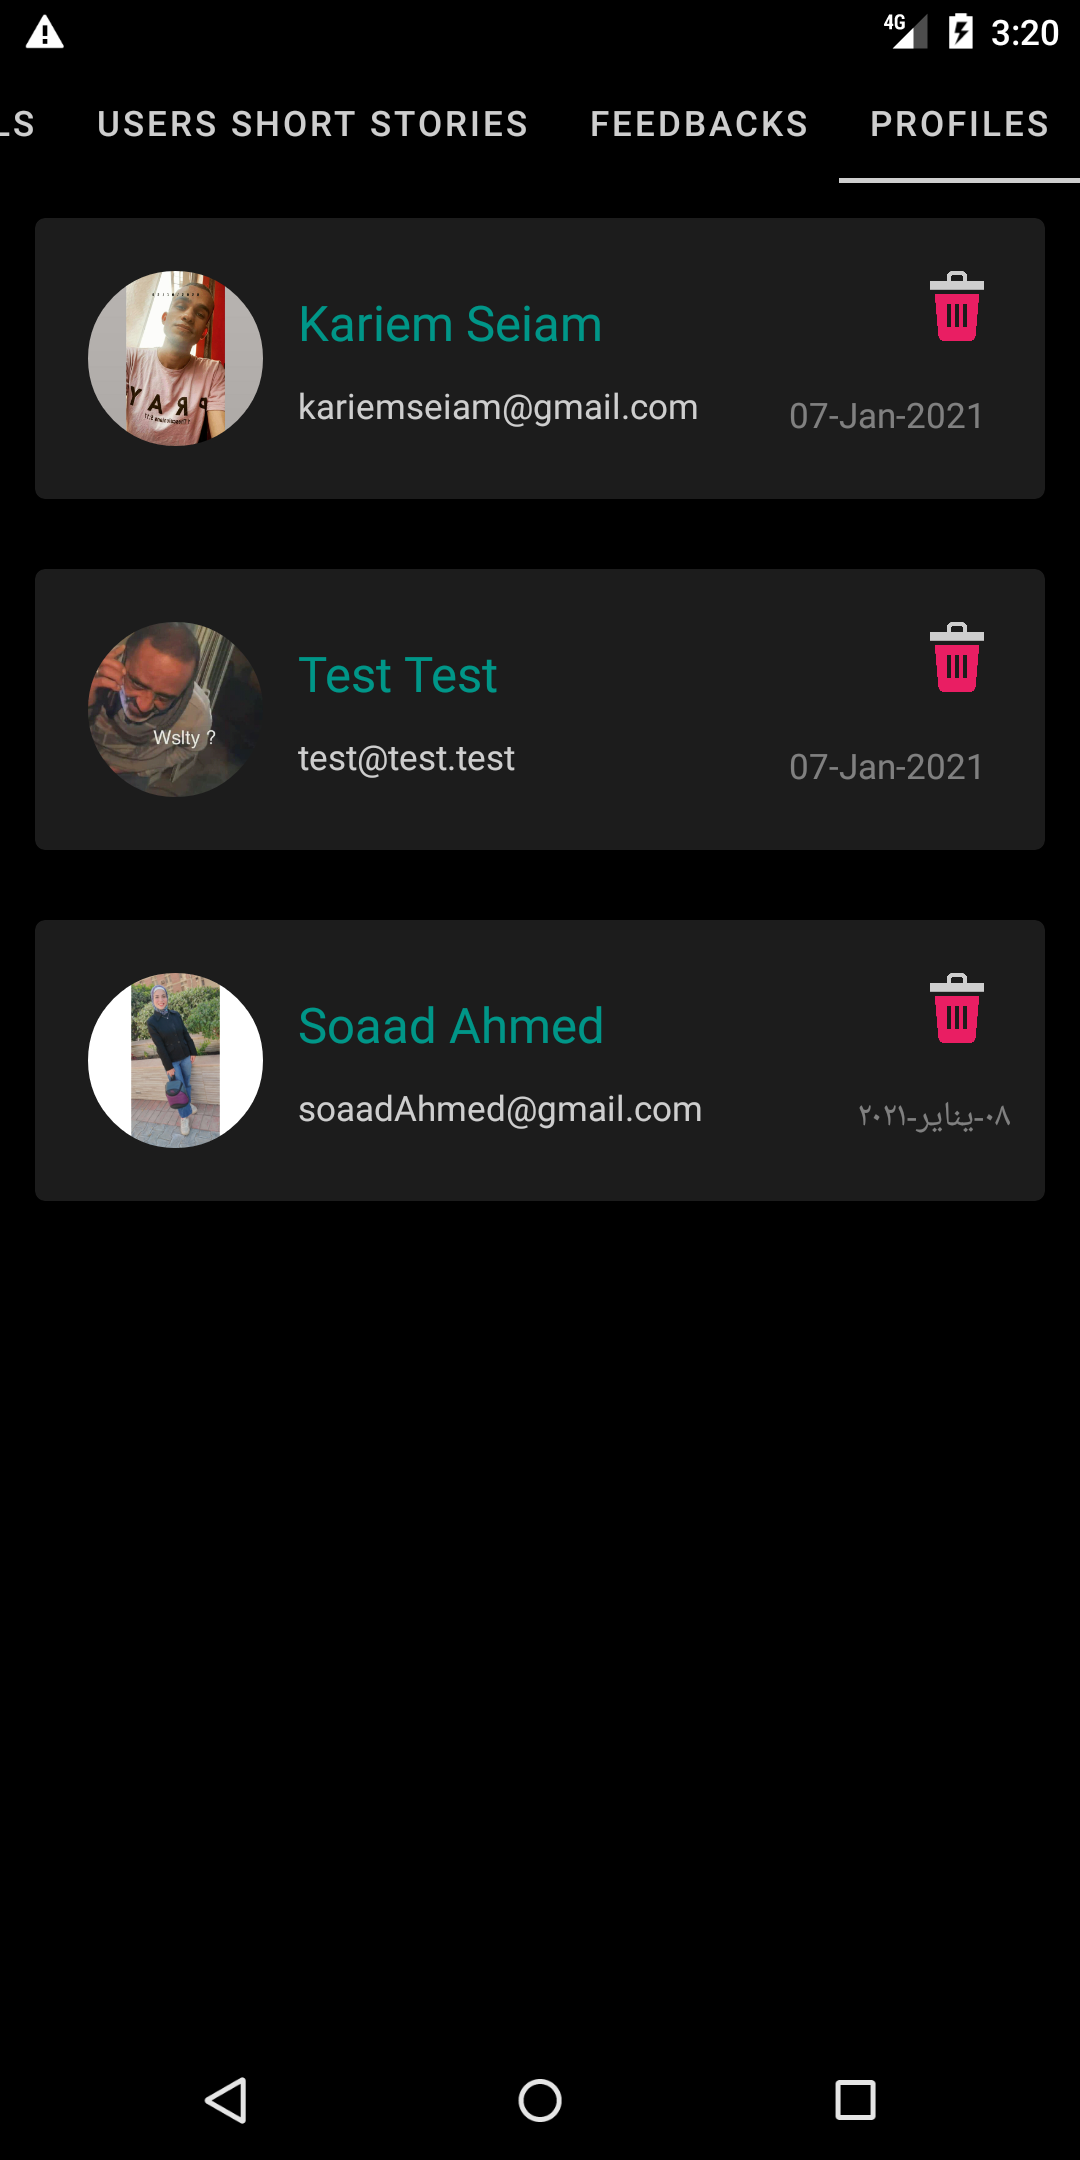 4G 3:20
LS USERS SHORT STORIES FEEDBACKS PROFILES
Kariem Seiam
kariemseiam@gmail.com
07-Jan-2021
Test Test
test@test.test
07-Jan-2021
Wslty ?
Soaad Ahmed
soaadAhmed@gmail.com
٠٨-يناير-٢٠٢١